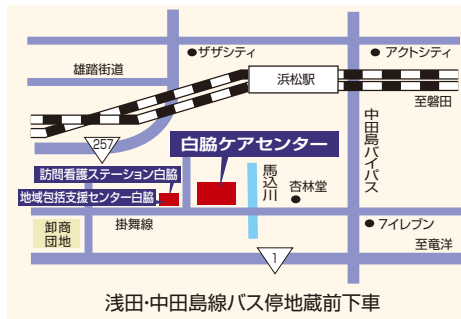 ザザシティ
アクトシティ
雄踏街道
浜松駅
至磐田
中田島バイパス
257
白脇ケアセンター
訪問看護ステーション白脇
地域包括支援センター白脇
馬込川
杏林堂
掛舞線
アイレブン
卸商
団地
至竜洋
1
浅田・中田島線バス停地蔵前下車